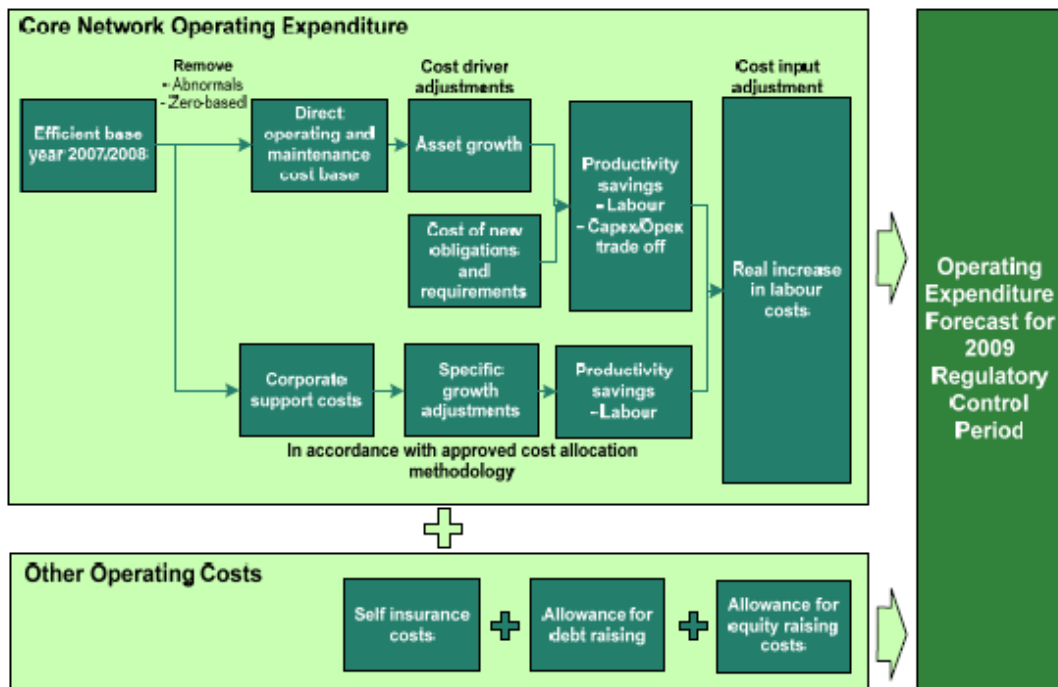 Core Network Operating Expenditure
Remove
- Abnormals
- Zero-based
Cost driver
adjustments
Cost input
adjustment
Efficient base
year 2007/2008
Direct
operating and
maintenance
cost base
Asset growth
Cost of new
obligations
and
requirements
Productivity
savings
- Labour
- Capex/Opex
trade off
Real increase
in labour
costs
Corporate
support costs
Specific
growth
adjustments
Productivity
savings
-Labour
In accordance with approved cost allocation
methodology
Operating
Expenditure
Forecast for
2009
Regulatory
Control
Period
Other Operating Costs
Self insurance
costs
Allowance for
debt raising
Allowance for
equity raising
costs